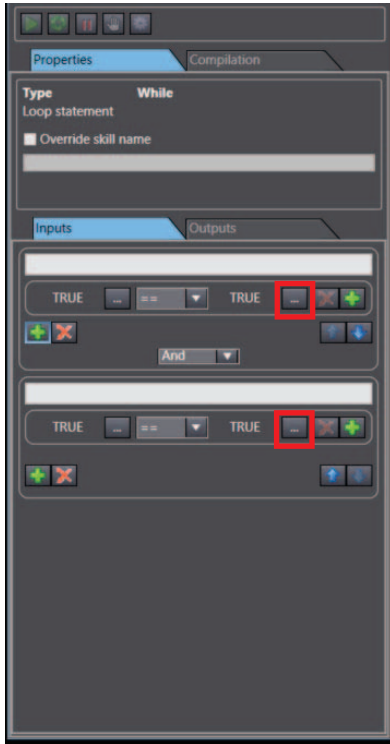 Properties Compilation
Type While
Loop statement
Override skill name
Inputs Outputs
TRUE ... == TRUE ...
And
TRUE ... == TRUE ...